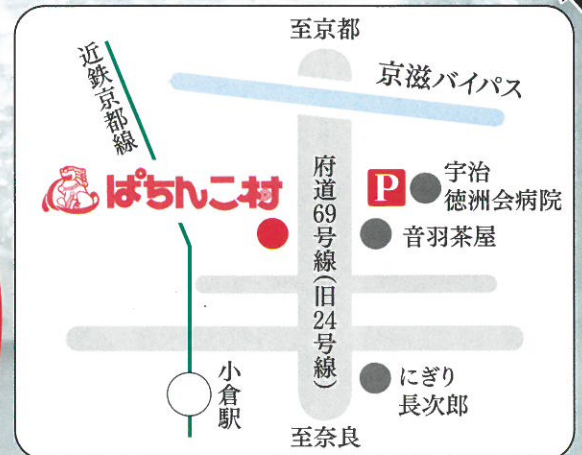 至京都
近鉄京都線
京滋バイパス
ぱちんこ村
府道69号線(旧24号線)
P
宇治
徳洲会病院
音羽茶屋
小倉駅
にぎり
長次郎
至奈良